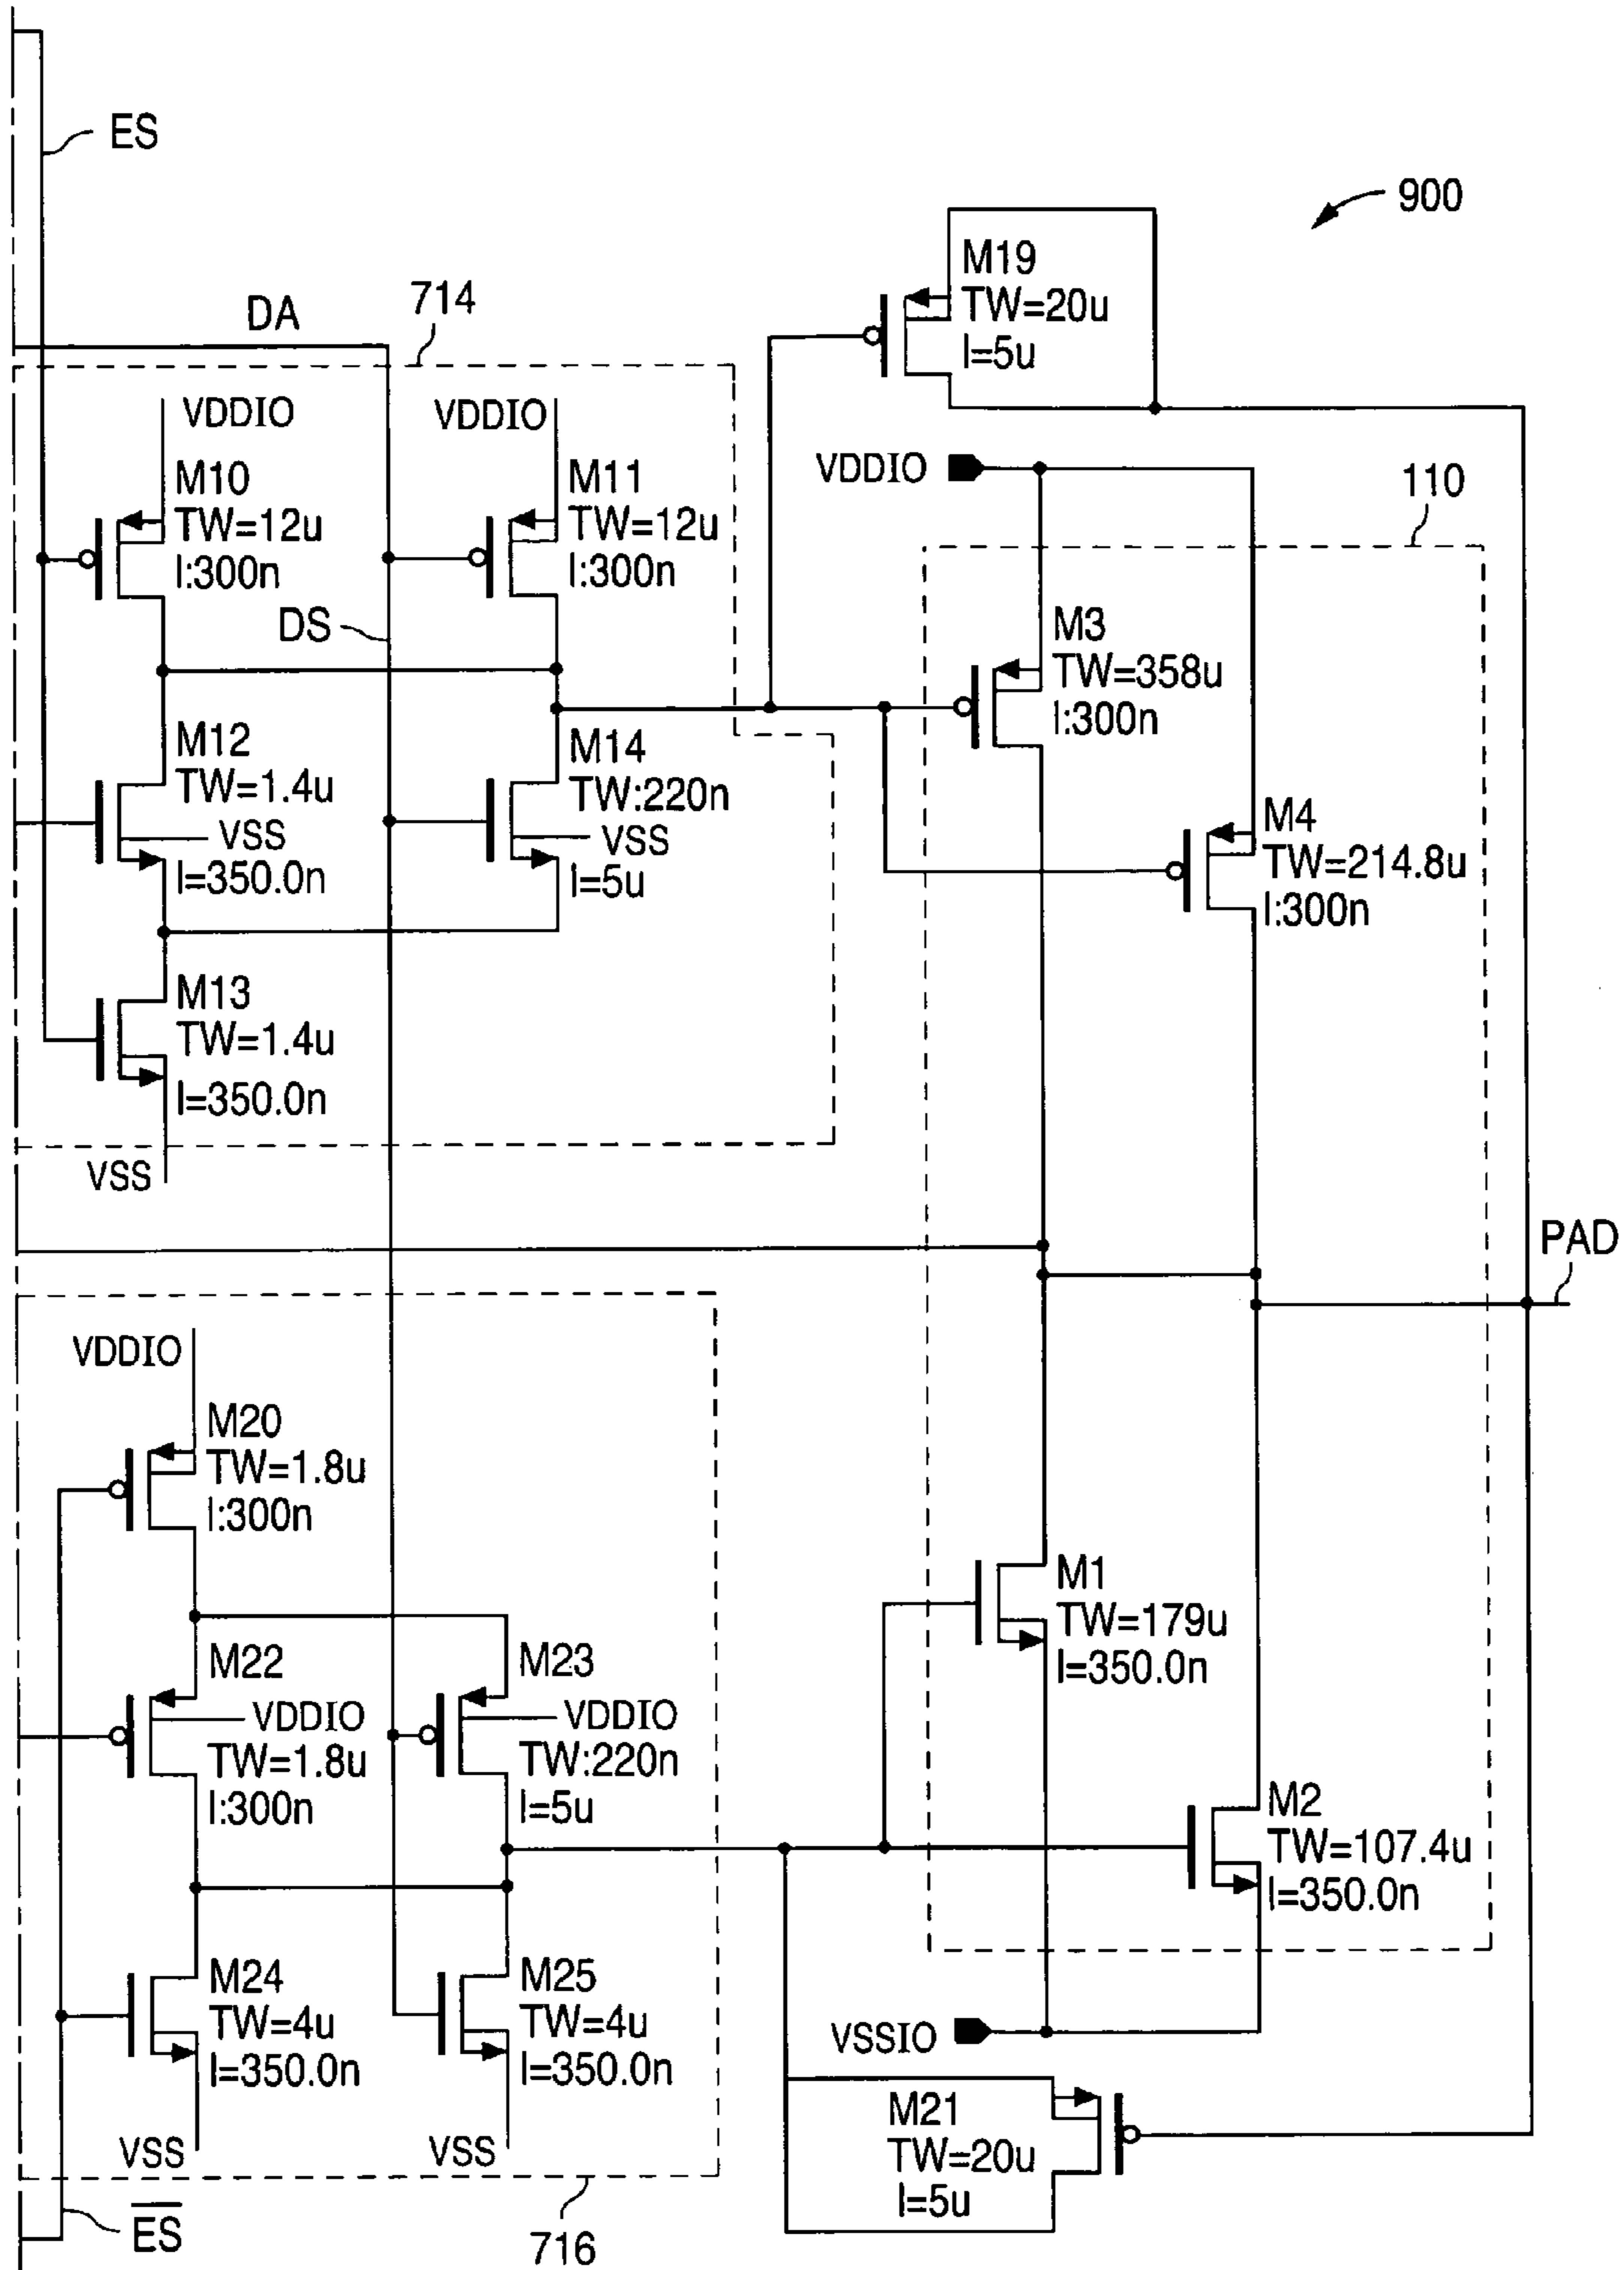 ES
900
M19
TW=20u
l=5u
DA
714
VDDIO
M10
TW=12u
l:300n
VDDIO
M11
TW=12u
l:300n
VDDIO
110
DS
M3
TW=358u
l:300n
M12
TW=1.4u
VSS
l=350.0n
M14
TW:220n
VSS
l=5u
M4
TW=214.8u
l:300n
M13
TW=1.4u
l=350.0n
VSS
PAD
VDDIO
M20
TW=1.8u
l:300n
M22
VDDIO
TW=1.8u
l:300n
M23
VDDIO
TW:220n
l=5u
M1
TW=179u
l=350.0n
M2
TW=107.4u
l=350.0n
M24
TW=4u
l=350.0n
VSS
M25
TW=4u
l=350.0n
VSS
VSSIO
M21
TW=20u
l=5u
E̅S̅
716